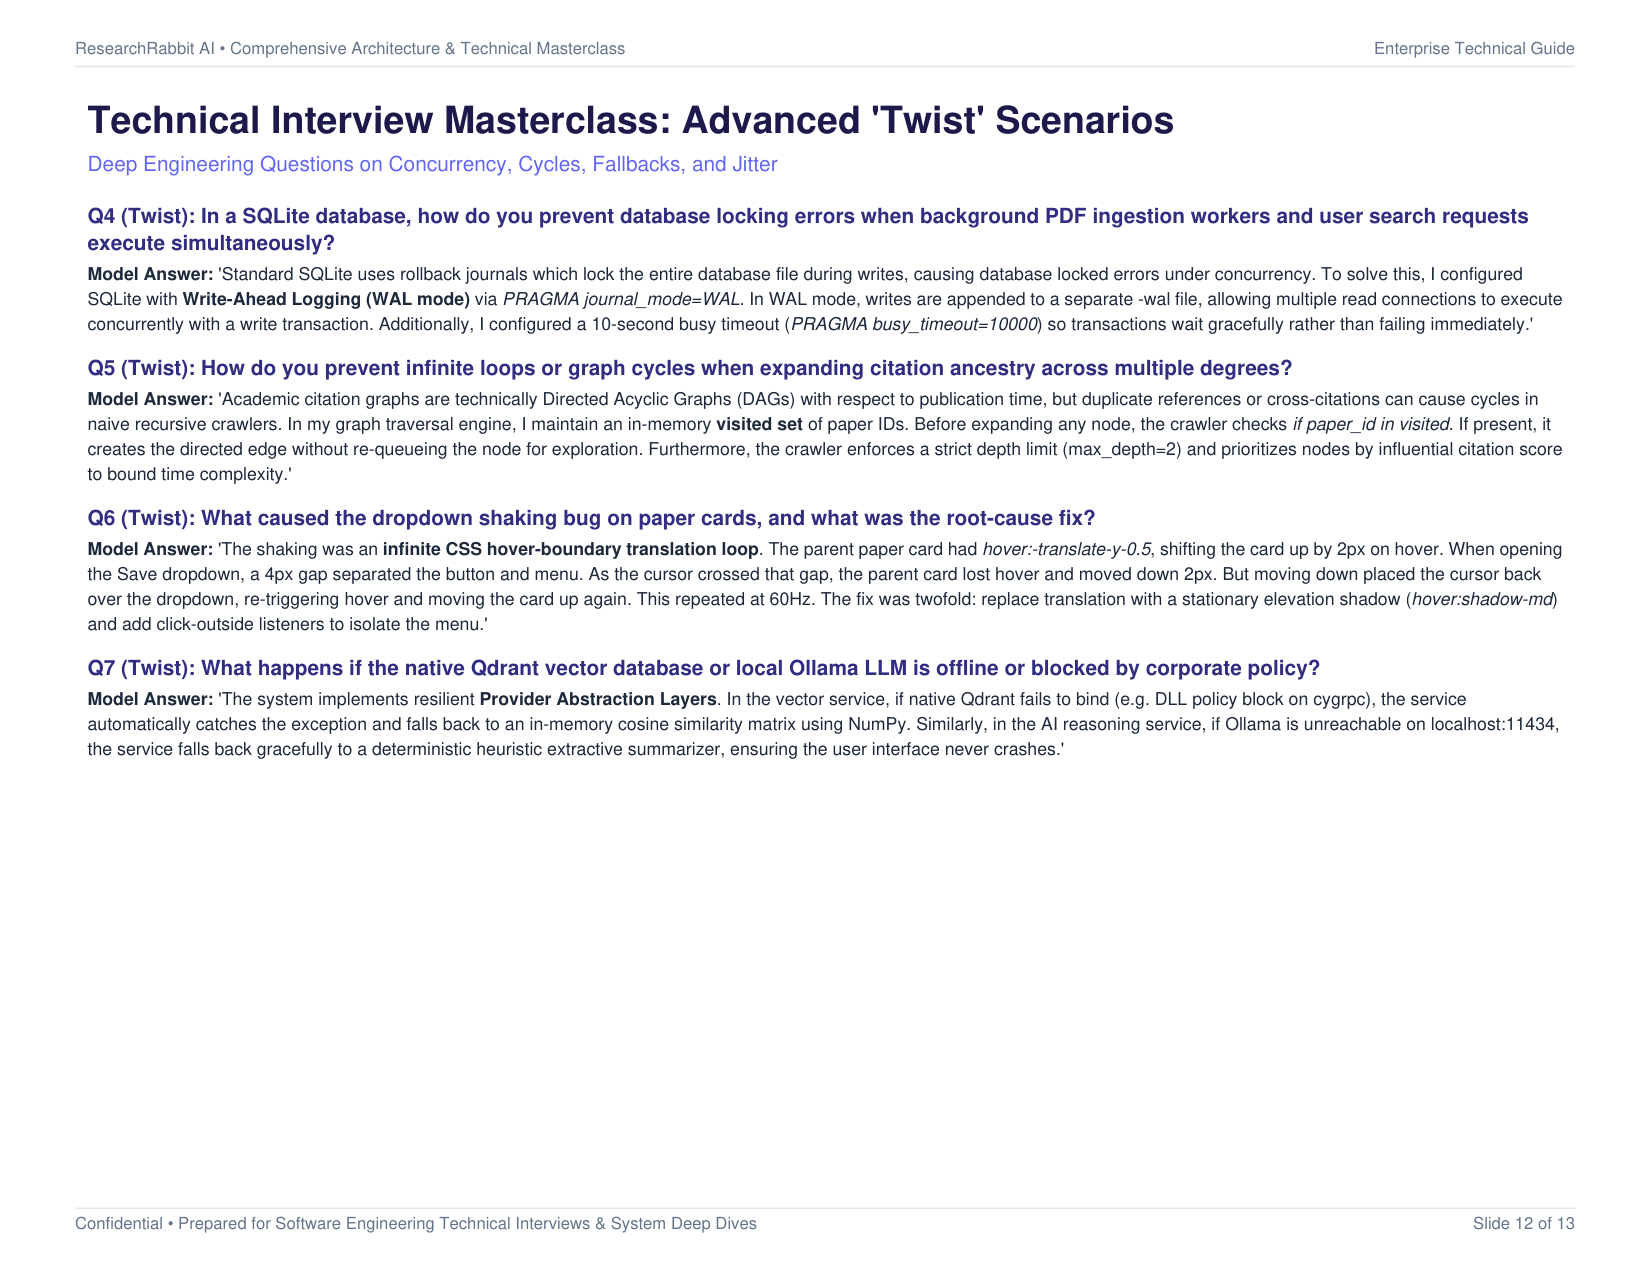 ResearchRabbit AI • Comprehensive Architecture & Technical Masterclass
Enterprise Technical Guide
Technical Interview Masterclass: Advanced 'Twist' Scenarios
Deep Engineering Questions on Concurrency, Cycles, Fallbacks, and Jitter
Q4 (Twist): In a SQLite database, how do you prevent database locking errors when background PDF ingestion workers and user search requests
execute simultaneously?
Model Answer: 'Standard SQLite uses rollback journals which lock the entire database file during writes, causing database locked errors under concurrency. To solve this, I configured
SQLite with Write-Ahead Logging (WAL mode) via PRAGMA journal_mode=WAL. In WAL mode, writes are appended to a separate -wal file, allowing multiple read connections to execute
concurrently with a write transaction. Additionally, I configured a 10-second busy timeout (PRAGMA busy_timeout=10000) so transactions wait gracefully rather than failing immediately.'
Q5 (Twist): How do you prevent infinite loops or graph cycles when expanding citation ancestry across multiple degrees?
Model Answer: 'Academic citation graphs are technically Directed Acyclic Graphs (DAGs) with respect to publication time, but duplicate references or cross-citations can cause cycles in
naive recursive crawlers. In my graph traversal engine, I maintain an in-memory visited set of paper IDs. Before expanding any node, the crawler checks if paper_id in visited. If present, it
creates the directed edge without re-queueing the node for exploration. Furthermore, the crawler enforces a strict depth limit (max_depth=2) and prioritizes nodes by influential citation score
to bound time complexity.'
Q6 (Twist): What caused the dropdown shaking bug on paper cards, and what was the root-cause fix?
Model Answer: 'The shaking was an infinite CSS hover-boundary translation loop. The parent paper card had hover:-translate-y-0.5, shifting the card up by 2px on hover. When opening
the Save dropdown, a 4px gap separated the button and menu. As the cursor crossed that gap, the parent card lost hover and moved down 2px. But moving down placed the cursor back
over the dropdown, re-triggering hover and moving the card up again. This repeated at 60Hz. The fix was twofold: replace translation with a stationary elevation shadow (hover:shadow-md)
and add click-outside listeners to isolate the menu.'
Q7 (Twist): What happens if the native Qdrant vector database or local Ollama LLM is offline or blocked by corporate policy?
Model Answer: 'The system implements resilient Provider Abstraction Layers. In the vector service, if native Qdrant fails to bind (e.g. DLL policy block on cygrpc), the service
automatically catches the exception and falls back to an in-memory cosine similarity matrix using NumPy. Similarly, in the AI reasoning service, if Ollama is unreachable on localhost:11434,
the service falls back gracefully to a deterministic heuristic extractive summarizer, ensuring the user interface never crashes.'
Confidential • Prepared for Software Engineering Technical Interviews & System Deep Dives
Slide 12 of 13